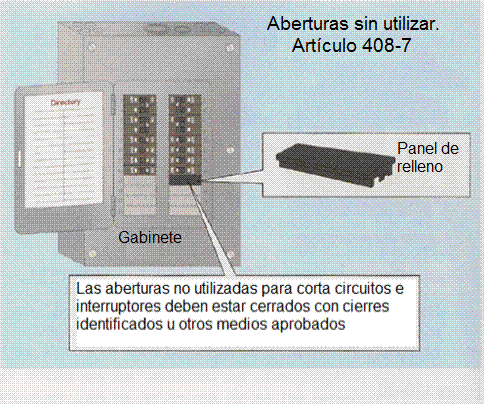 Aberturas sin utilizar.
Artículo 408-7
Directory
Panel de
relleno
Gabinete
Las aberturas no utilizadas para corta circuitos e
interruptores deben estar cerrados con cierres
identificados u otros medios aprobados